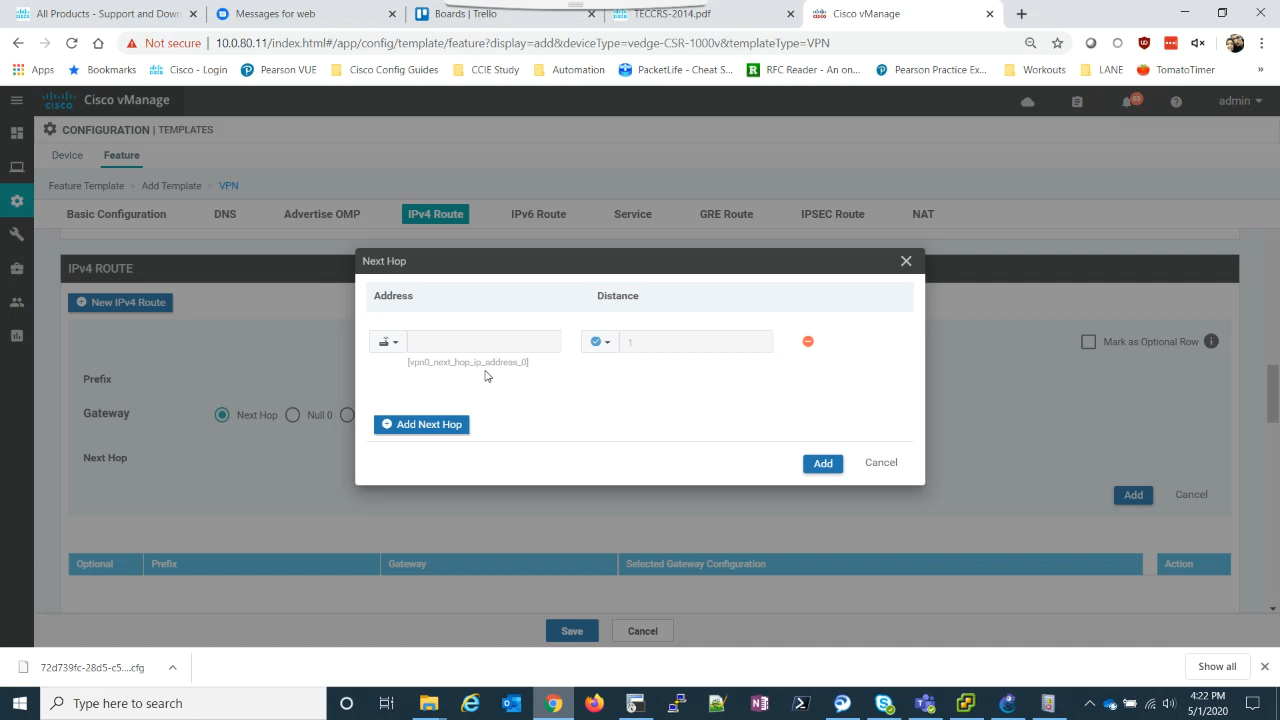 All Products - Dashboard and Dow
Messages for web
Boards | Trello
TECCRS-2014.pdf
Cisco vManage
Not secure
10.0.80.11/index.html#/app/config/feature?display=add&deviceType=vedge-CSR-1000v&templateType=VPN
Apps
Bookmarks
Cisco - Login
Pearson VUE
Cisco Config Guides
CCIE Study
Automation
PacketLife - Cheat S...
RFC Reader - An on...
Pearson Practice Ex...
Workouts
LANE
TomatoTimer
»
Cisco vManage
65
admin
CONFIGURATION | TEMPLATES
Device
Feature
Feature Template > Add Template > VPN
Basic Configuration
DNS
Advertise OMP
IPv4 Route
IPv6 Route
Service
GRE Route
IPSEC Route
NAT
IPv4 ROUTE
New IPv4 Route
Mark as Optional Row
Prefix
Gateway
Next Hop
Null 0
Next Hop
Next Hop
Address
Distance
1
[vpn0_next_hop_ip_address_0]
Add Next Hop
Add
Cancel
Add
Cancel
Optional
Prefix
Gateway
Selected Gateway Configuration
Action
Save
Cancel
72d739fc-28d5-c5....cfg
Show all
Type here to search
4:22 PM
5/1/2020